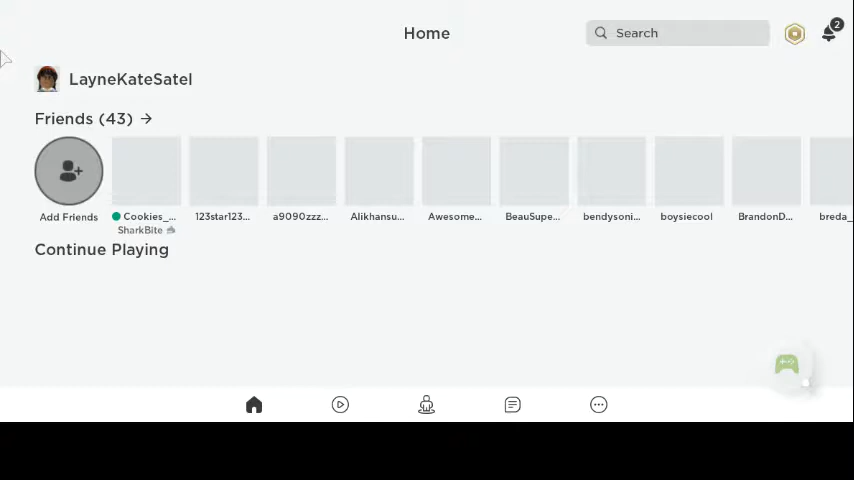 Home
Search
2
LayneKateSatel
Friends (43) →
Add Friends
Cookies_...
123star123...
a9090zzz...
Alikhansu...
Awesome...
BeauSupe...
bendysoni...
boysiecool
BrandonD...
breda_
SharkBite
Continue Playing